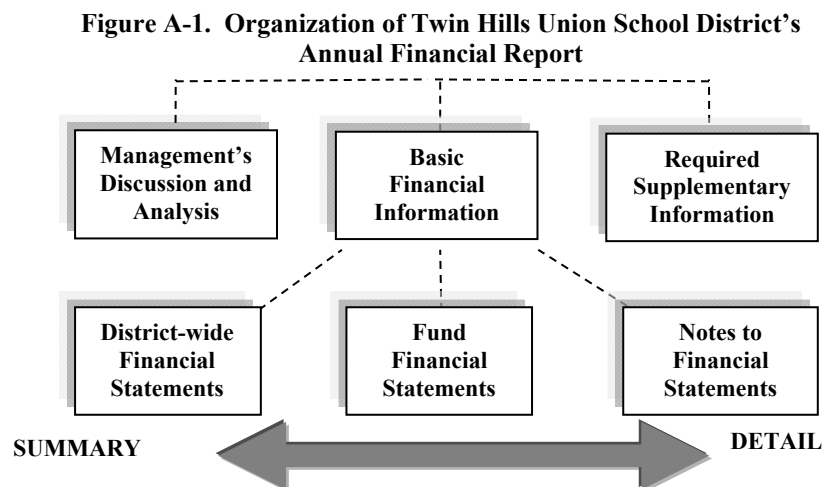 Figure A-1. Organization of Twin Hills Union School District's
Annual Financial Report
Management's
Discussion and
Analysis
Basic
Financial
Information
Required
Supplementary
Information
District-wide
Financial
Statements
Fund
Financial
Statements
Notes to
Financial
Statements
SUMMARY
DETAIL